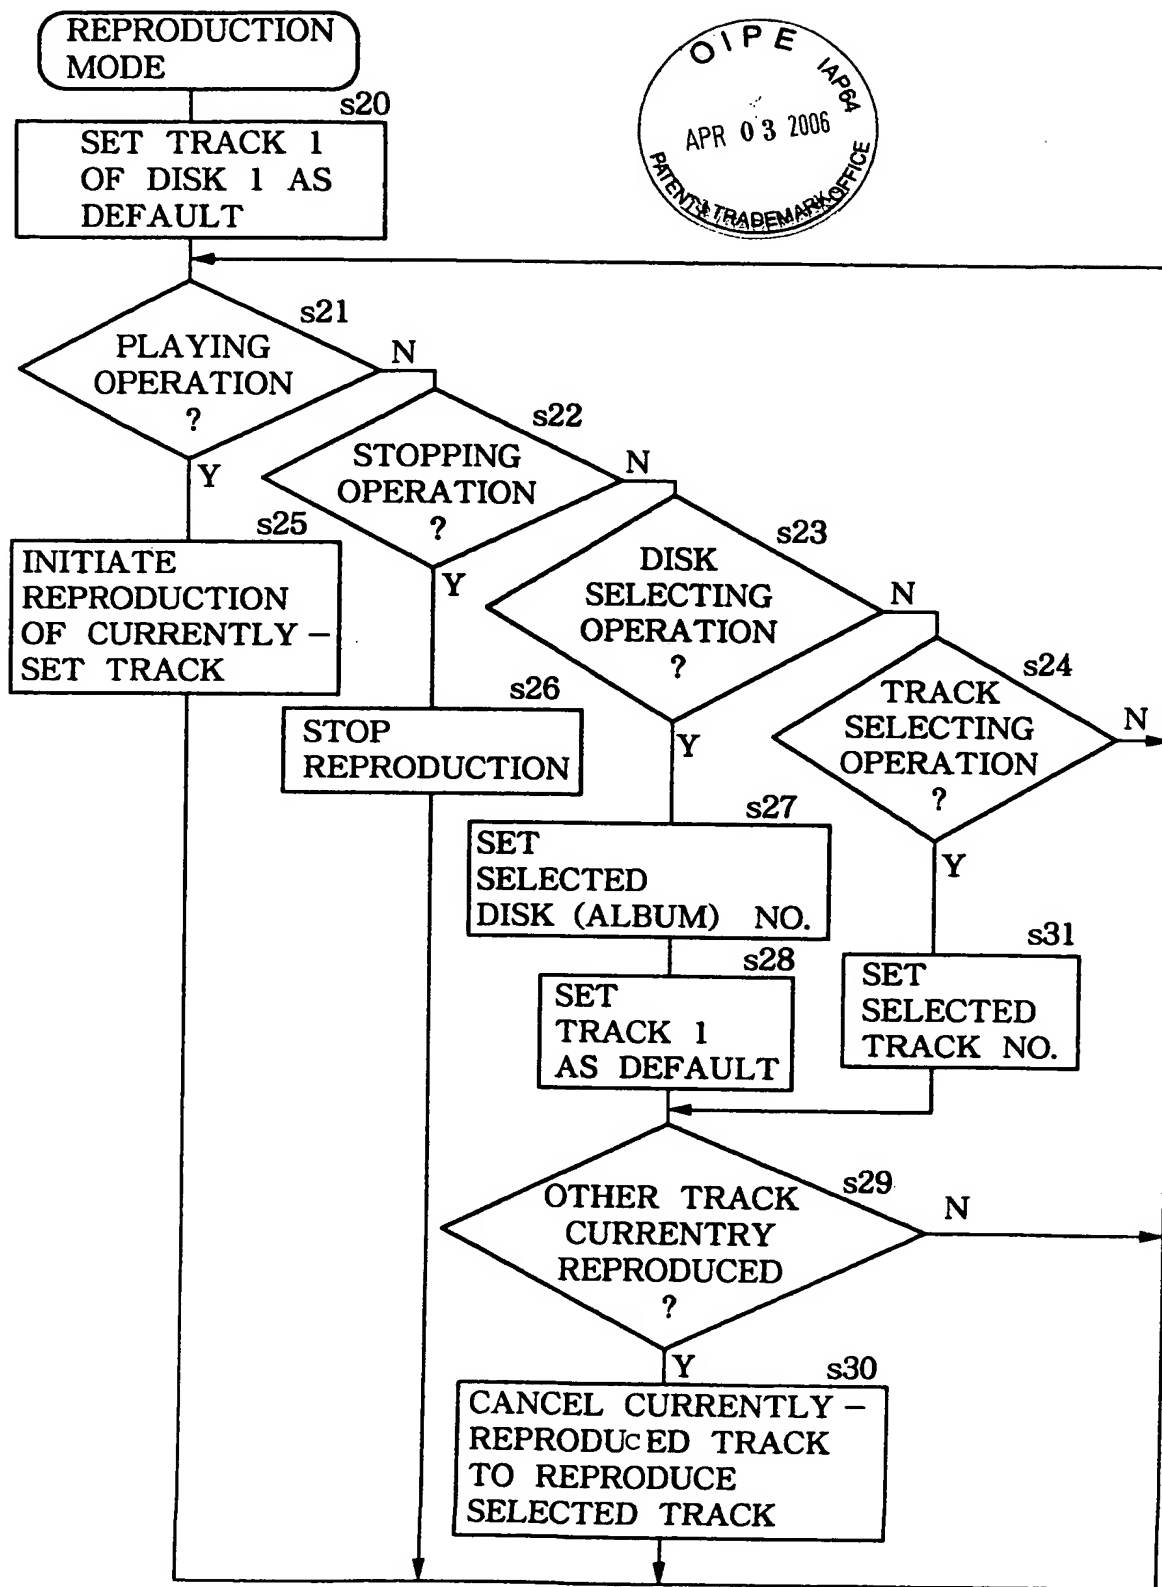 REPRODUCTION
MODE
s20
SET TRACK 1
OF DISK 1 AS
DEFAULT
OIPE IAP64
APR 03 2006
PATENT & TRADEMARK OFFICE
s21
PLAYING
OPERATION
?
N
Y
s22
STOPPING
OPERATION
?
N
Y
s23
DISK
SELECTING
OPERATION
?
N
Y
s24
TRACK
SELECTING
OPERATION
?
N
Y
s25
INITIATE
REPRODUCTION
OF CURRENTLY-
SET TRACK
s26
STOP
REPRODUCTION
s27
SET
SELECTED
DISK (ALBUM) NO.
s28
SET
TRACK 1
AS DEFAULT
s31
SET
SELECTED
TRACK NO.
s29
OTHER TRACK
CURRENTRY
REPRODUCED
?
N
Y
s30
CANCEL CURRENTLY-
REPRODUCED TRACK
TO REPRODUCE
SELECTED TRACK